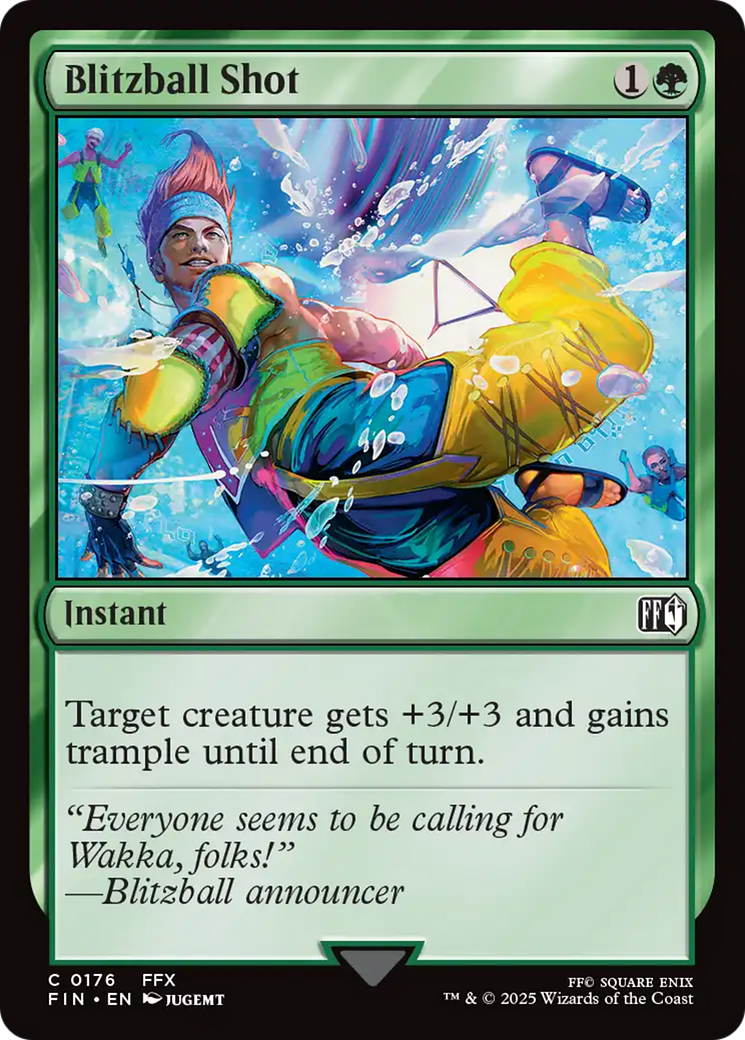 Blitzball Shot
1
Instant
FF
Target creature gets +3/+3 and gains
trample until end of turn.
“Everyone seems to be calling for
Wakka, folks!”
—Blitzball announcer
C 0176 FFX
FIN • EN JUGEMT
FF© SQUARE ENIX
™ & © 2025 Wizards of the Coast